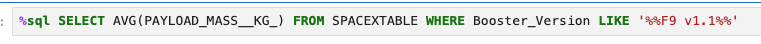 : %sql SELECT AVG(PAYLOAD_MASS__KG_) FROM SPACEXTABLE WHERE Booster_Version LIKE '%%F9 v1.1%%'